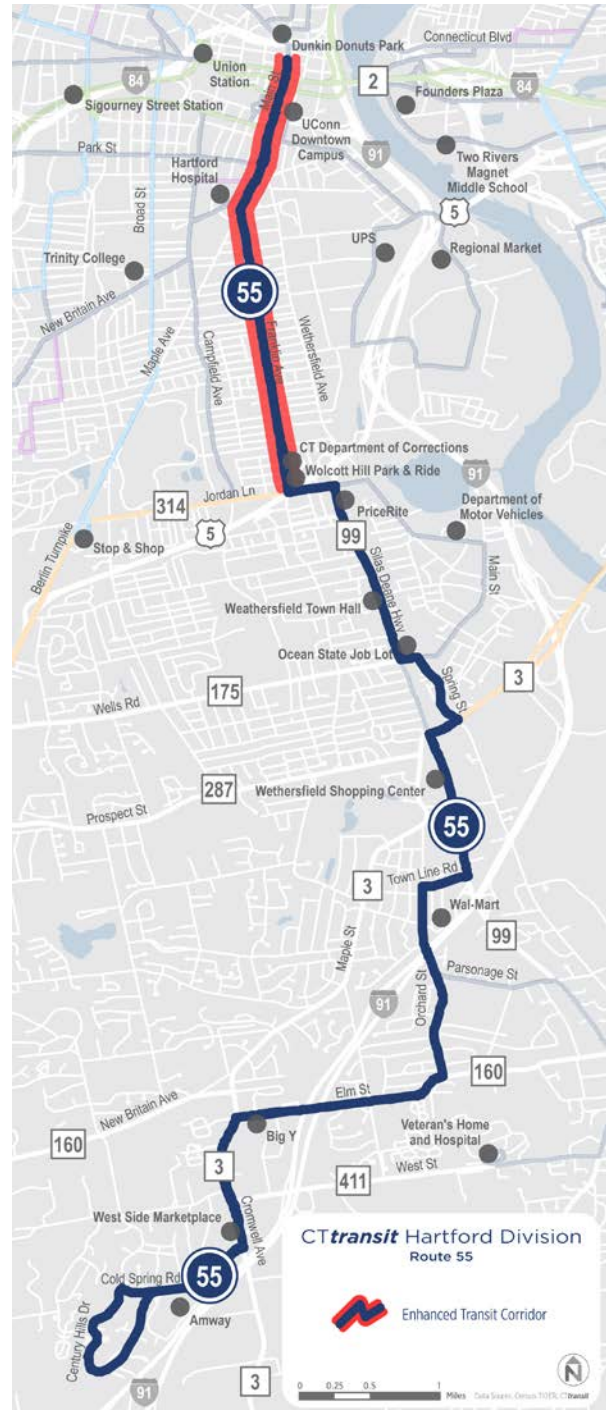 Dunkin Donuts Park
Connecticut Blvd
Union
Station
84
Main St
2
Founders Plaza
84
Sigourney Street Station
UConn
Downtown
Campus
Park St
91
Two Rivers
Magnet
Middle School
Hartford
Hospital
Broad St
5
UPS
Regional Market
Trinity College
New Britain Ave
55
Maple Ave
Campfield Ave
Franklin Ave
Wethersfield Ave
CT Department of Corrections
Wolcott Hill Park & Ride
91
Jordan Ln
314
PriceRite
Department of
Motor Vehicles
5
Stop & Shop
99
Berlin Turnpike
Silas Deane Hwy
Main St
Weathersfield Town Hall
Ocean State Job Lot
Spring St
3
175
Wells Rd
Wethersfield Shopping Center
287
Prospect St
55
Town Line Rd
3
Wal-Mart
99
Maple St
Parsonage St
Orchard St
91
160
Elm St
New Britain Ave
Big Y
Veteran's Home
and Hospital
160
3
411
West St
West Side Marketplace
Cromwell Ave
Cold Spring Rd
55
Amway
Century Hills Dr
91
3
CTtransit Hartford Division
Route 55
Enhanced Transit Corridor
N
0 0.25 0.5 1
Miles
Data Source: Census TIGER, CTtransit